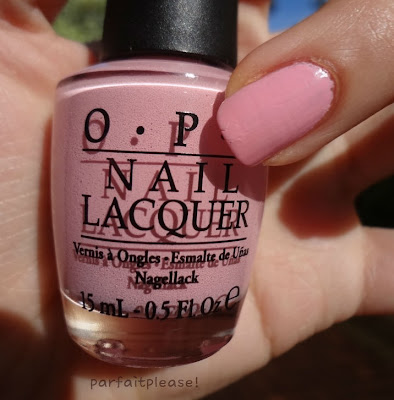 O · P ·
NAIL
LACQUER
Vernis à Ongles - Esmalte de Uñas
Nagellack
15 mL - 0.5 Fl Oz e
parfaitplease!